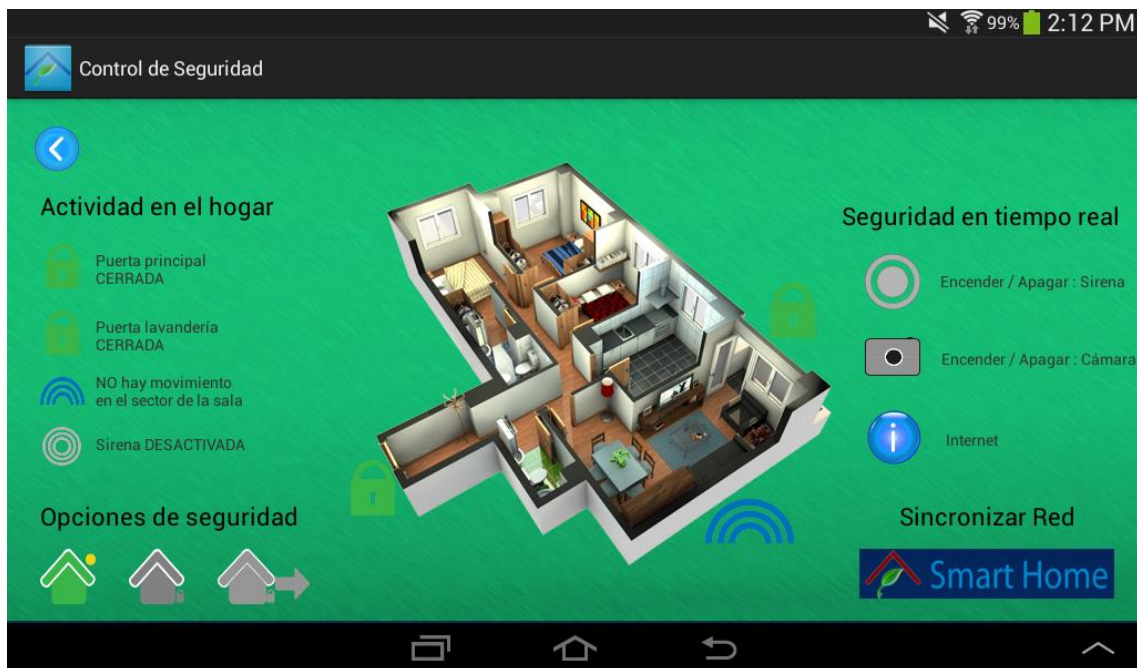 99% 2:12 PM
Control de Seguridad
Actividad en el hogar
Puerta principal
CERRADA
Puerta lavandería
CERRADA
NO hay movimiento
en el sector de la sala
Sirena DESACTIVADA
Opciones de seguridad
Seguridad en tiempo real
Encender / Apagar : Sirena
Encender / Apagar : Cámara
i
Internet
Sincronizar Red
Smart Home